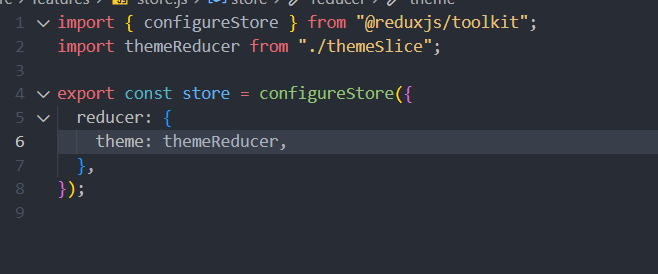 features > JS store.js > store > reducer > theme
1 import { configureStore } from "@reduxjs/toolkit";
2 import themeReducer from "./themeSlice";
3
4 export const store = configureStore({
5 reducer: {
6 theme: themeReducer,
7 },
8 });
9